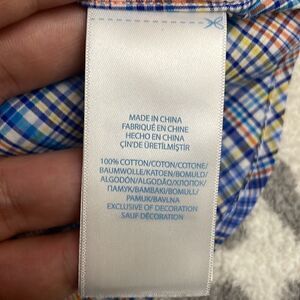 MADE IN CHINA
FABRIQUÉ EN CHINE
HECHO EN CHINA
ÇİN'DE ÜRETİLMİŞTİR
100% COTTON/COTON/COTONE/
BAUMWOLLE/KATOEN/BOMULD/
ALGODÓN/ALGODÃO/ХЛОПОК/
ΠΑΜΥΚ/BAMBAKI/BOMULL/
PAMUK/BAVLNA
EXCLUSIVE OF DECORATION
SAUF DÉCORATION